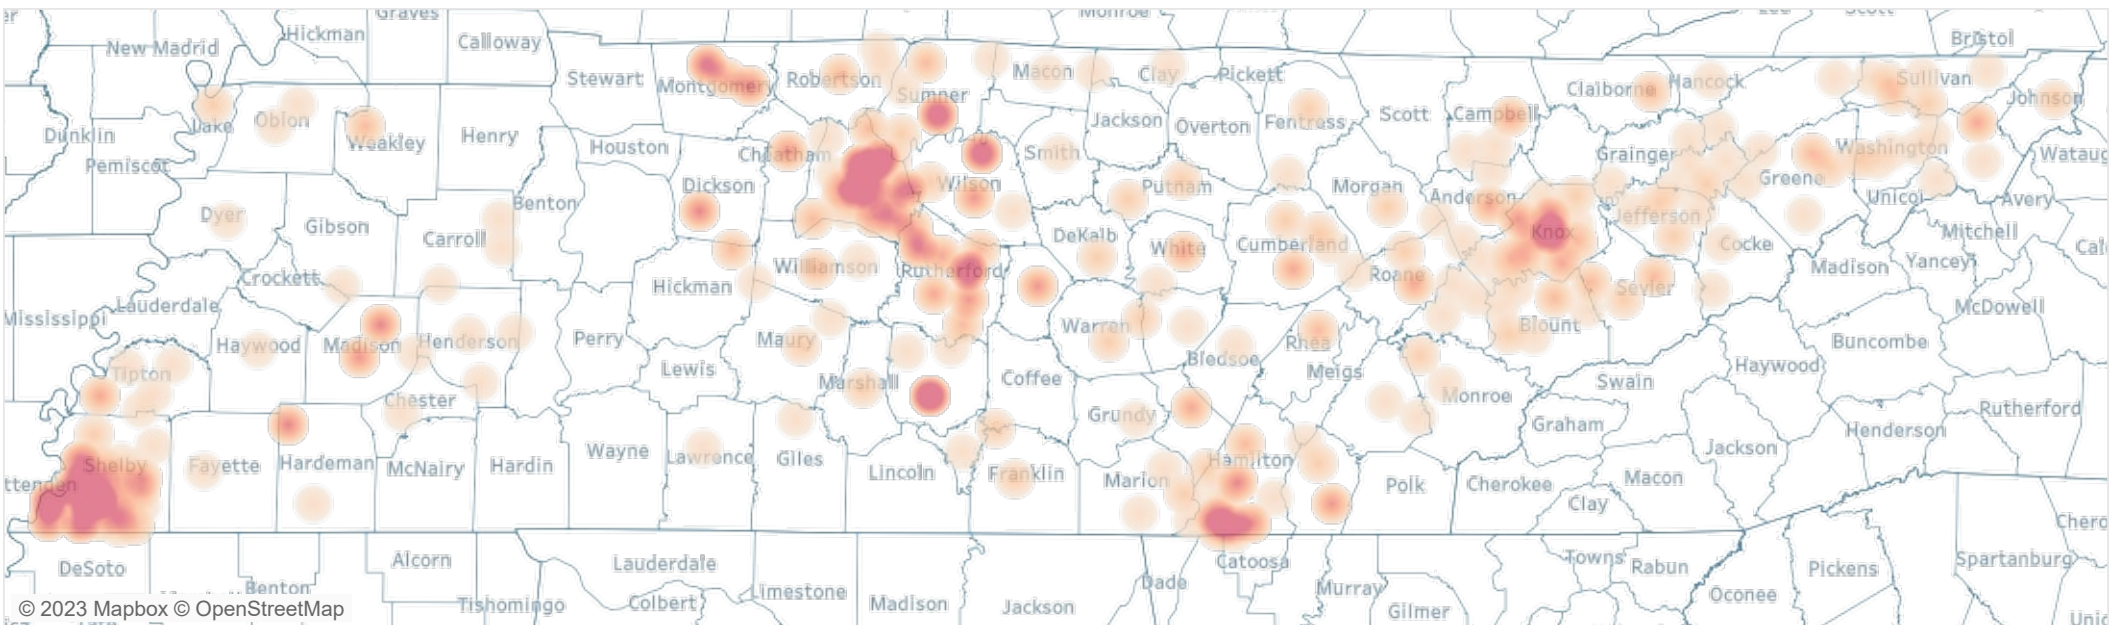 Graves
Monroe
Scott
Hickman
New Madrid
Calloway
Bristol
Stewart
Montgomery
Robertson
Macon
Clay
Pickett
Claiborne
Hancock
Sullivan
Sumner
Johnson
Lake
Obion
Dunklin
Weakley
Henry
Jackson
Overton
Fentross
Scott
Campbell
Pemiscot
Houston
Cheatham
Smith
Grainger
Washington
Dickson
Wilson
Putnam
Morgan
Anderson
Greene
Unicoi
Avery
Benton
Dyer
Gibson
Carroll
DeKalb
White
Cumberland
Knox
Jefferson
Cocke
Mitchell
Crockett
Williamson
Rutherford
Roane
Sevier
Madison
Yancey
Hickman
Mississippi
Lauderdale
McDowell
Haywood
Madison
Henderson
Perry
Maury
Warren
Bledsoe
Rhea
Blount
Buncombe
Tipton
Lewis
Marshall
Coffee
Meigs
Monroe
Swain
Haywood
Chester
Grundy
Graham
Rutherford
Shelby
Fayette
Hardeman
McNairy
Hardin
Wayne
Lawrence
Giles
Lincoln
Franklin
Marion
Hamilton
Polk
Cherokee
Macon
Jackson
Henderson
Clay
DeSoto
Alcorn
Lauderdale
Limestone
Dade
Catoosa
Towns
Rabun
Pickens
Spartanburg
Benton
Tishomingo
Colbert
Madison
Jackson
Murray
Gilmer
Oconee
© 2023 Mapbox © OpenStreetMap